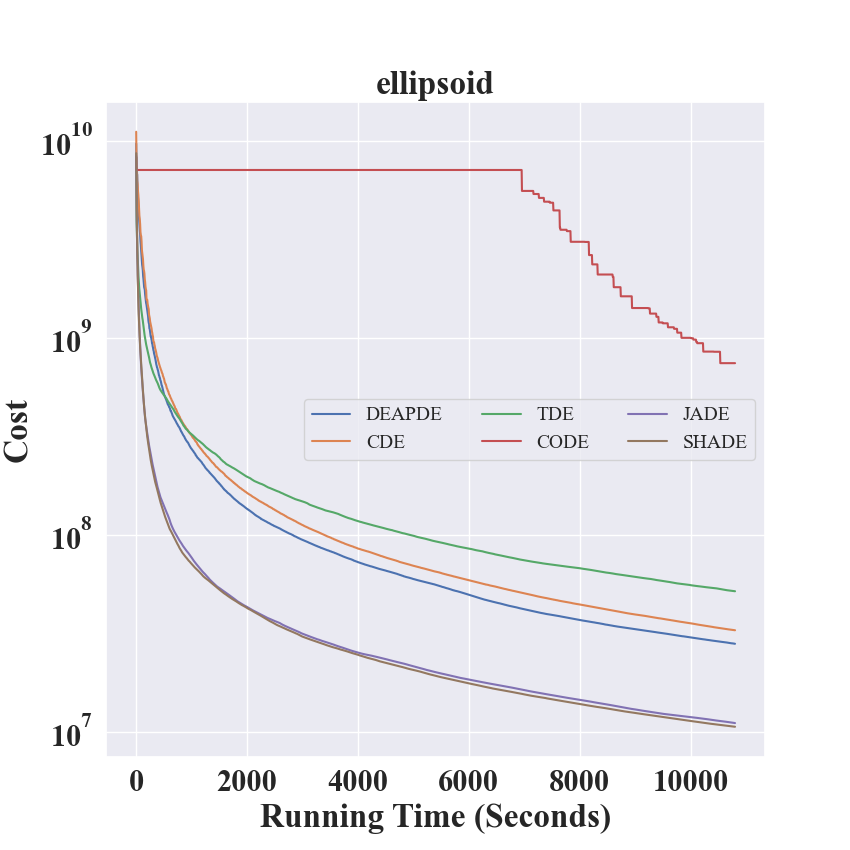 ellipsoid
Cost
10^10
10^9
10^8
10^7
DEAPDE TDE JADE
CDE CODE SHADE
0 2000 4000 6000 8000 10000
Running Time (Seconds)